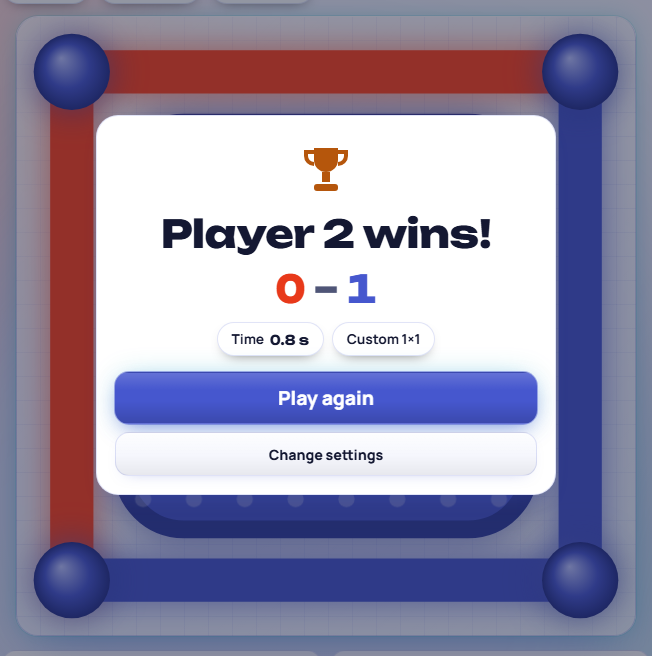 Player 2 wins!
0 – 1
Time 0.8 s Custom 1×1
Play again
Change settings